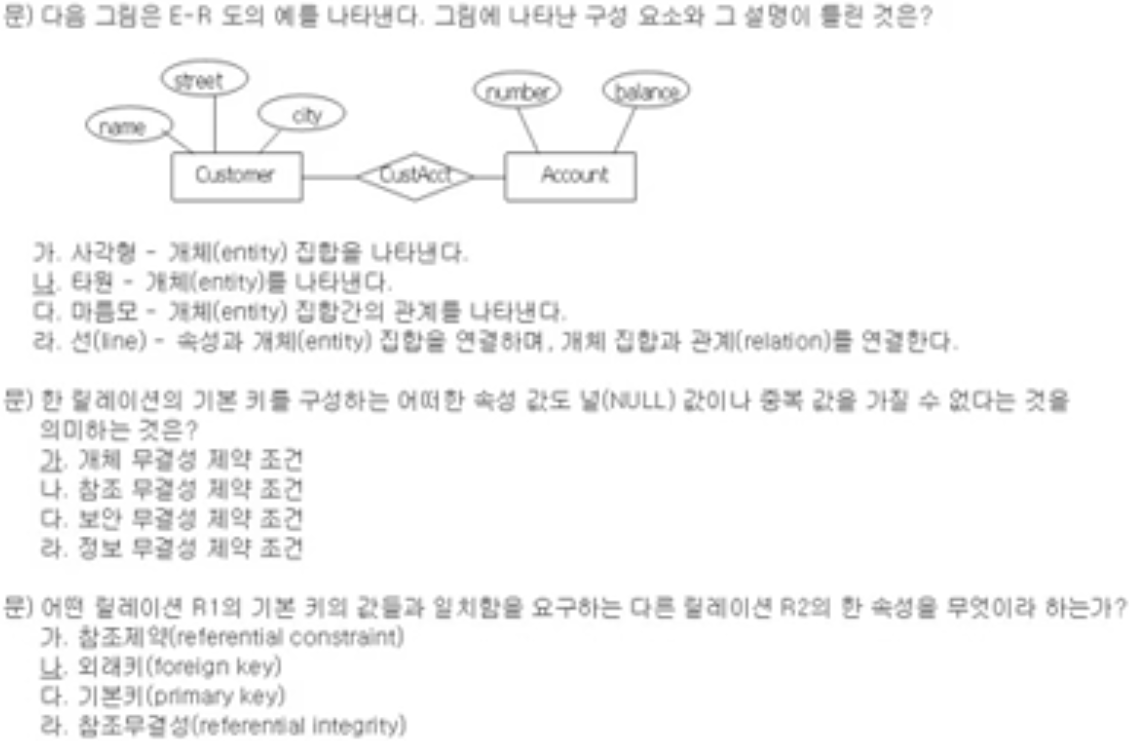 문) 다음 그림은 E-R 도의 예를 나타낸다. 그림에 나타난 구성 요소와 그 설명이 틀린 것은?
street
number
balance
name
city
Customer
CustAcct
Account
가. 사각형 - 개체(entity) 집합을 나타낸다.
나. 타원 - 개체(entity)를 나타낸다.
다. 마름모 - 개체(entity) 집합간의 관계를 나타낸다.
라. 선(line) - 속성과 개체(entity) 집합을 연결하며, 개체 집합과 관계(relation)를 연결한다.
문) 한 릴레이션의 기본 키를 구성하는 어떠한 속성 값도 널(NULL) 값이나 중복 값을 가질 수 없다는 것을
의미하는 것은?
가. 개체 무결성 제약 조건
나. 참조 무결성 제약 조건
다. 보안 무결성 제약 조건
라. 정보 무결성 제약 조건
문) 어떤 릴레이션 R1의 기본 키의 값들과 일치함을 요구하는 다른 릴레이션 R2의 한 속성을 무엇이라 하는가?
가. 참조제약(referential constraint)
나. 외래키(foreign key)
다. 기본키(primary key)
라. 참조무결성(referential integrity)